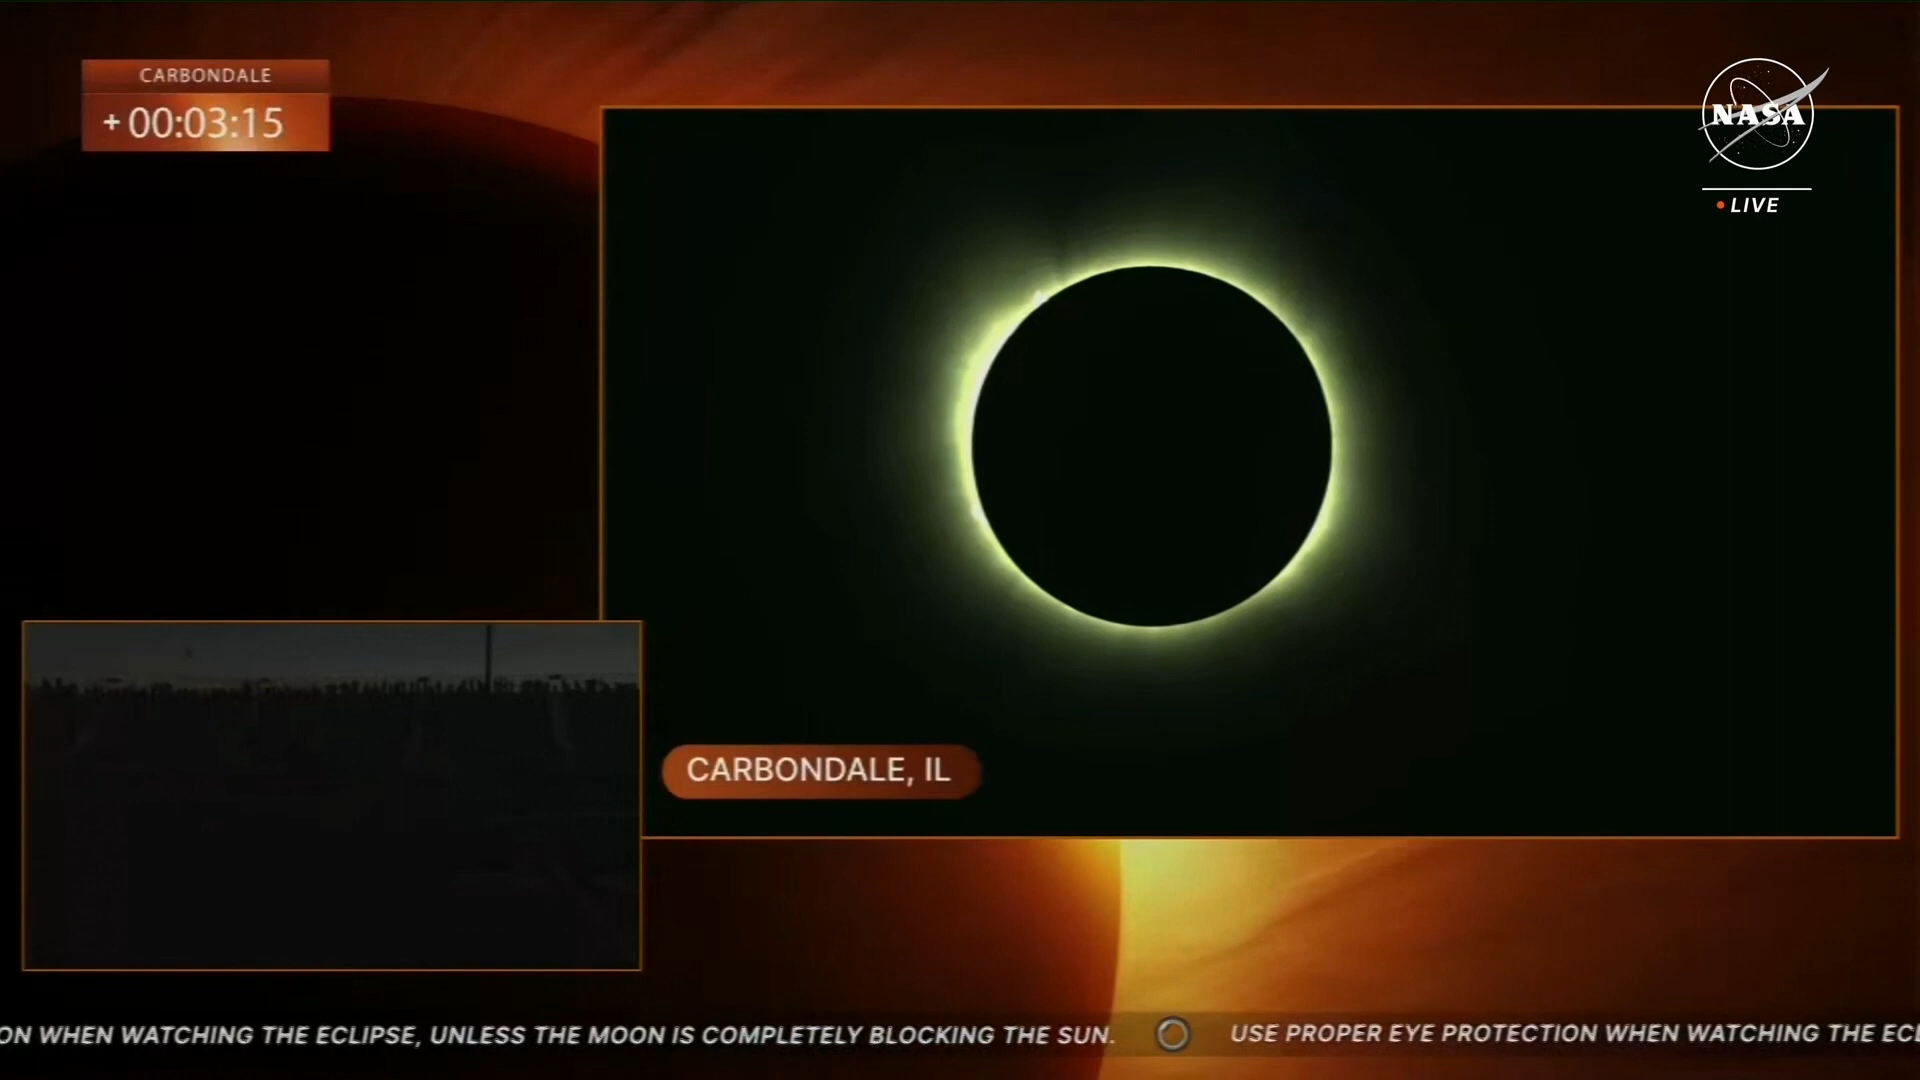 CARBONDALE
+00:03:15
NASA
LIVE
CARBONDALE, IL
ON WHEN WATCHING THE ECLIPSE, UNLESS THE MOON IS COMPLETELY BLOCKING THE SUN.
USE PROPER EYE PROTECTION WHEN WATCHING THE ECL